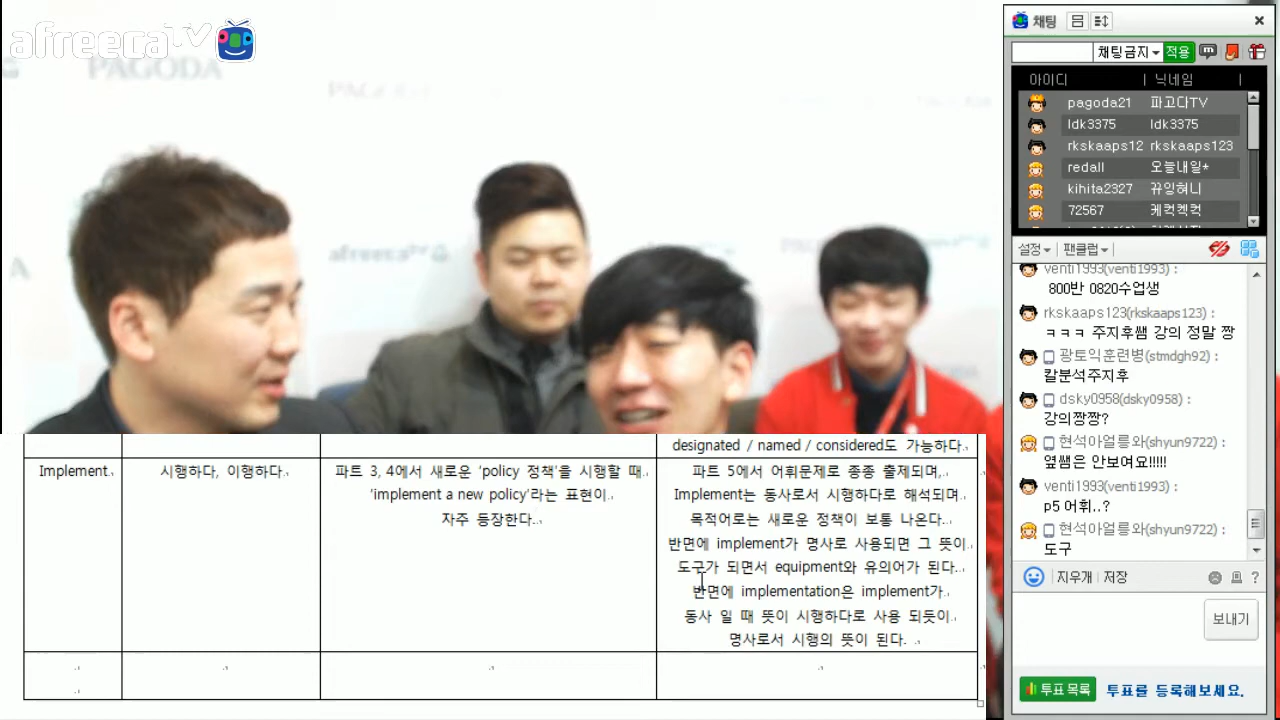 afreecaTV
PAGODA
afreecaTV
designated / named / considered도 가능하다.
Implement
시행하다, 이행하다.
파트 3, 4에서 새로운 ‘policy 정책’을 시행할 때
‘implement a new policy’라는 표현이
자주 등장한다.
파트 5에서 어휘문제로 종종 출제되며,
Implement는 동사로서 시행하다로 해석되며
목적어로는 새로운 정책이 보통 나온다.
반면에 implement가 명사로 사용되면 그 뜻이
도구가 되면서 equipment와 유의어가 된다.
반면에 implementation은 implement가
동사 일 때 뜻이 시행하다로 사용 되듯이
명사로서 시행의 뜻이 된다.
채팅
채팅금지 적용
아이디 닉네임
pagoda21 파고다TV
ldk3375 ldk3375
rkskaaps12 rkskaaps123
redall 오늘내일*
kihita2327 뀨잉혀니
72567 케컥켁컥
설정 팬클럽
venti1993(venti1993) :
800반 0820수업생
rkskaaps123(rkskaaps123) :
ㅋㅋㅋ 주지후쌤 강의 정말 짱
광토익훈련병(stmdgh92) :
칼분석주지후
dsky0958(dsky0958) :
강의짱짱?
현석아얼릉와(shyun9722) :
옆쌤은 안보여요!!!!!
venti1993(venti1993) :
p5 어휘..?
현석아얼릉와(shyun9722) :
도구
지우개 저장
보내기
투표 목록 투표를 등록해보세요.